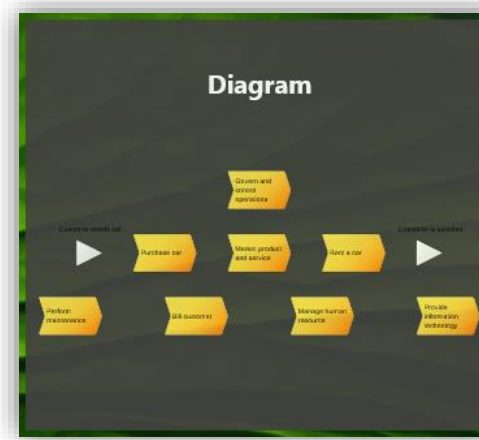 Diagram
Govern and
control
operations
Customer needs car
Customer is satisfied
Purchase car
Market product
and service
Rent a car
Perform
maintenance
Bill customer
Manage human
resource
Provide
information
technology